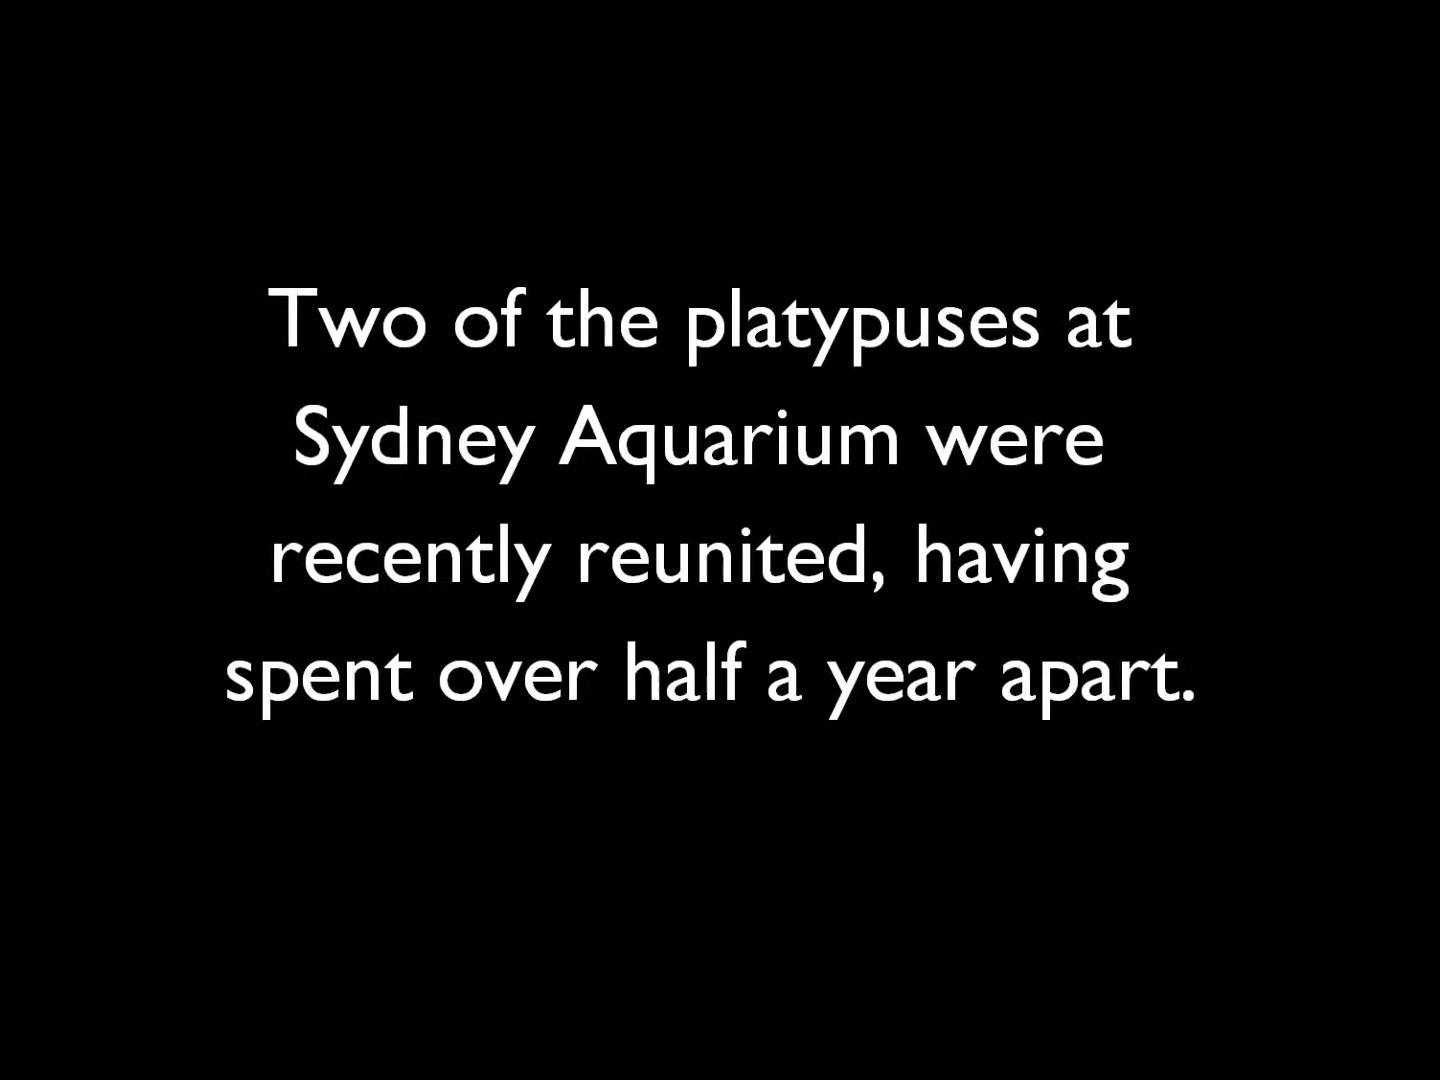 Two of the platypuses at
Sydney Aquarium were
recently reunited, having
spent over half a year apart.